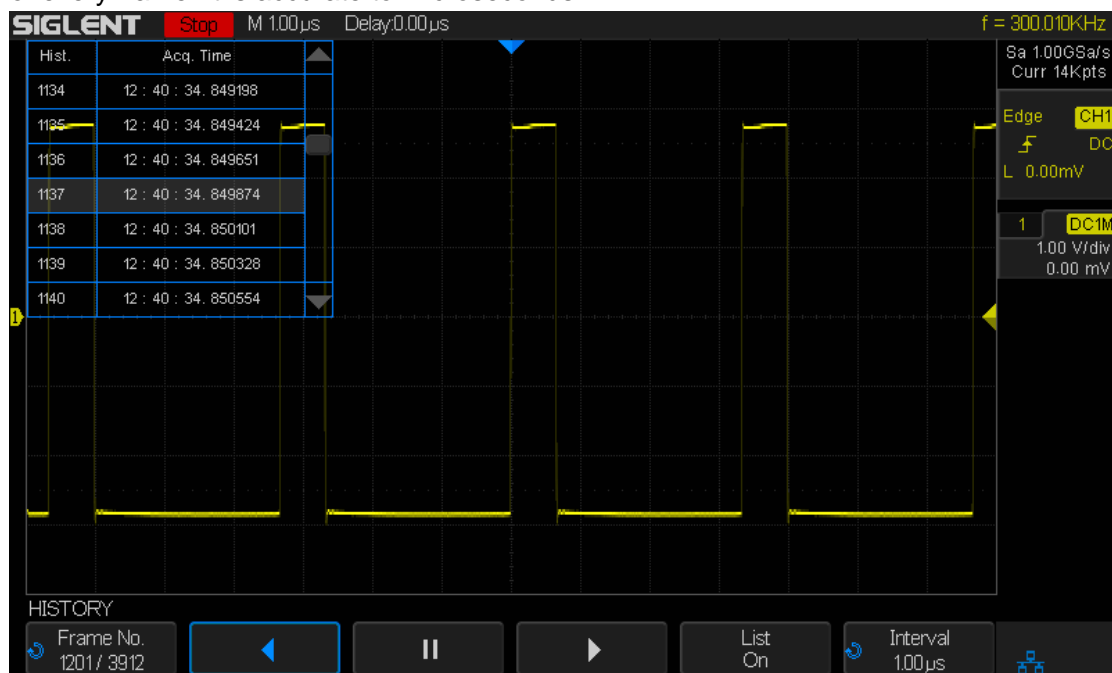 SIGLENT Stop M 1.00µs Delay:0.00µs f = 300.010KHz
Hist. Acq. Time
1134 12 : 40 : 34. 849198
1135 12 : 40 : 34. 849424
1136 12 : 40 : 34. 849651
1137 12 : 40 : 34. 849874
1138 12 : 40 : 34. 850101
1139 12 : 40 : 34. 850328
1140 12 : 40 : 34. 850554
Sa 1.00GSa/s
Curr 14Kpts
Edge CH1
DC
L 0.00mV
1 DC1M
1.00 V/div
0.00 mV
1
HISTORY
Frame No.
1201 / 3912
List
On
Interval
1.00µs